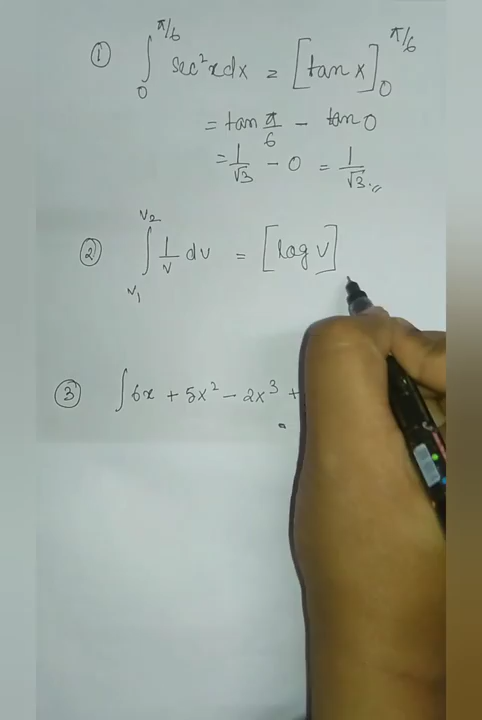 ① ∫₀^π/6 sec²x dx = [tan x]₀^π/6
= tan π/6 - tan 0
= 1/√3 - 0 = 1/√3 .,,
② ∫_V₁^V₂ 1/V dv = [log V]
③ ∫ 6x + 5x² - 2x³ +